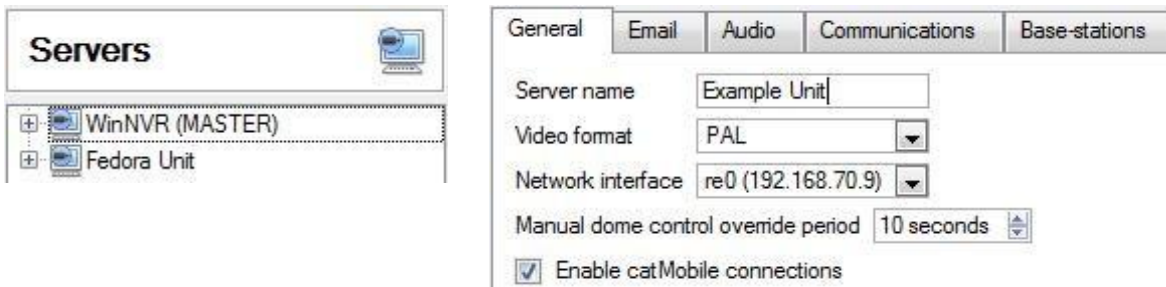 Servers
WinNVR (MASTER)
Fedora Unit
General Email Audio Communications Base-stations
Server name Example Unit
Video format PAL
Network interface re0 (192.168.70.9)
Manual dome control override period 10 seconds
Enable catMobile connections